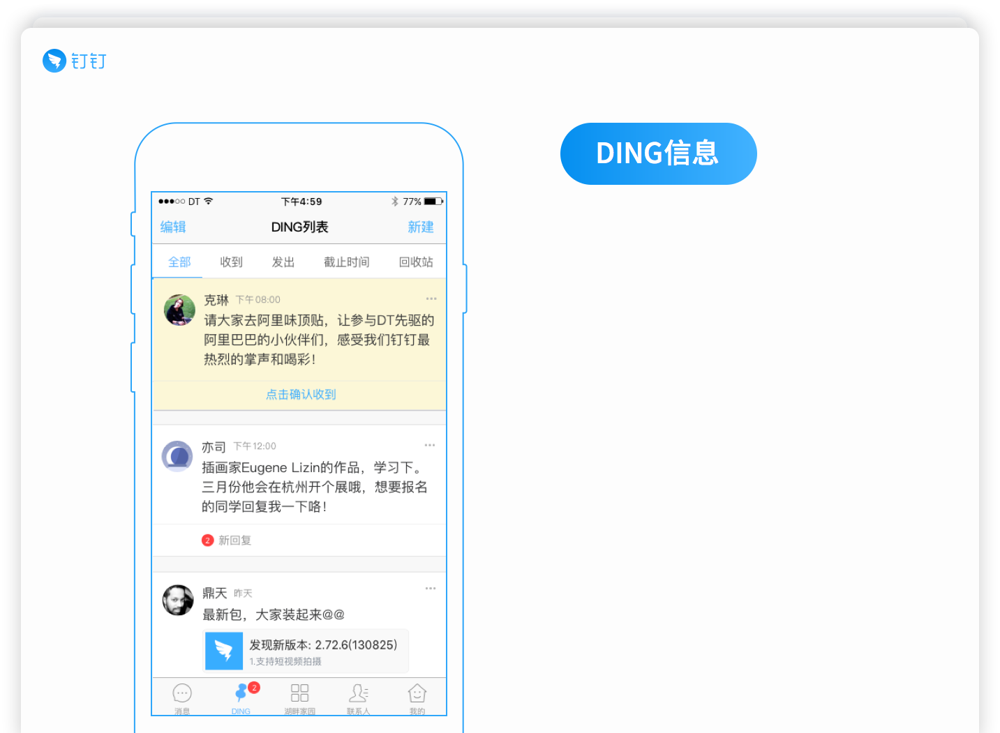 钉钉
DING信息
DT 下午4:59 77%
编辑 DING列表 新建
全部 收到 发出 截止时间 回收站
克琳 下午08:00
请大家去阿里味顶贴，让参与DT先驱的
阿里巴巴的小伙伴们，感受我们钉钉最
热烈的掌声和喝彩！
点击确认收到
亦司 下午12:00
插画家Eugene Lizin的作品，学习下。
三月份他会在杭州开个展哦，想要报名
的同学回复我一下咯！
2 新回复
鼎天 昨天
最新包，大家装起来@@
发现新版本: 2.72.6(130825)
1.支持短视频拍摄
2
消息 DING 湖畔家园 联系人 我的